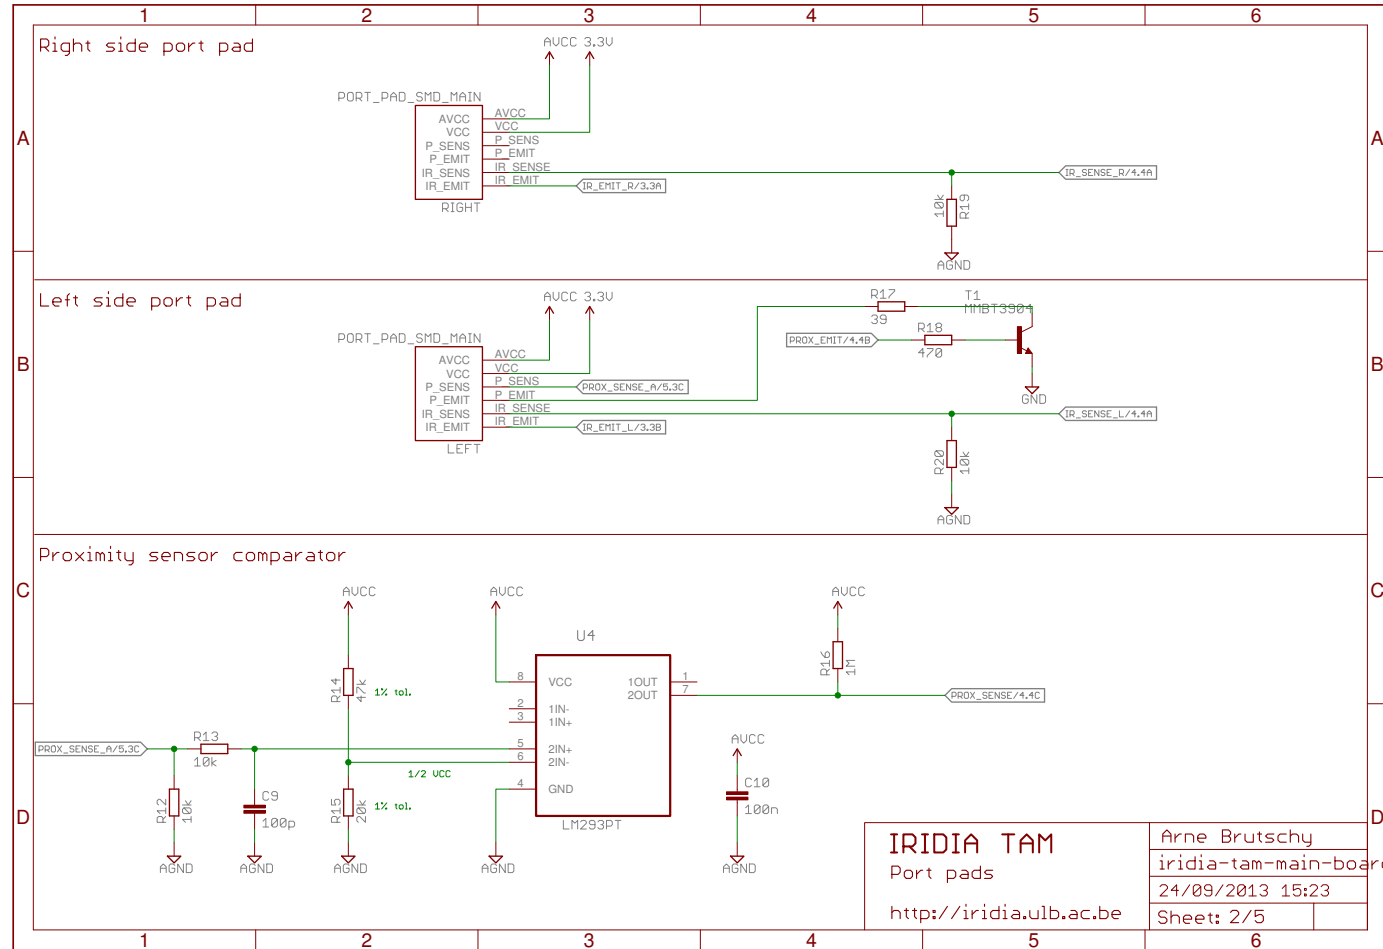 1 2 3 4 5 6
Right side port pad
AVCC 3.3V
PORT_PAD_SMD_MAIN
AVCC AVCC
VCC VCC
P_SENS P_SENS
P_EMIT P_EMIT
IR_SENS IR_SENSE IR_SENSE_R/4.4A
IR_EMIT IR_EMIT IR_EMIT_R/3.3A
RIGHT
10k R19
AGND
A A
Left side port pad
AVCC 3.3V
PORT_PAD_SMD_MAIN
R17
39
T1
MMBT3904
PROX_EMIT/4.4B
R18
470
GND
AVCC AVCC
VCC VCC
P_SENS P_SENS PROX_SENSE_A/5.3C
P_EMIT P_EMIT
IR_SENS IR_SENSE IR_SENSE_L/4.4A
IR_EMIT IR_EMIT IR_EMIT_L/3.3B
LEFT
R20 10k
AGND
B B
Proximity sensor comparator
C C
AVCC AVCC AVCC
U4
R14 47k 1% tol.
8 VCC 1OUT 1
2OUT 7
2 1IN-
3 1IN+
5 2IN+
6 2IN-
4 GND
LM293PT
R16 1M
PROX_SENSE/4.4C
PROX_SENSE_A/5.3C
R13
10k
1/2 VCC
R12 10k
C9
100p
R15 20k 1% tol.
AVCC
C10
100n
AGND AGND AGND AGND AGND
D D
IRIDIA TAM
Port pads
http://iridia.ulb.ac.be
Arne Brutschy
iridia-tam-main-boar
24/09/2013 15:23
Sheet: 2/5
1 2 3 4 5 6